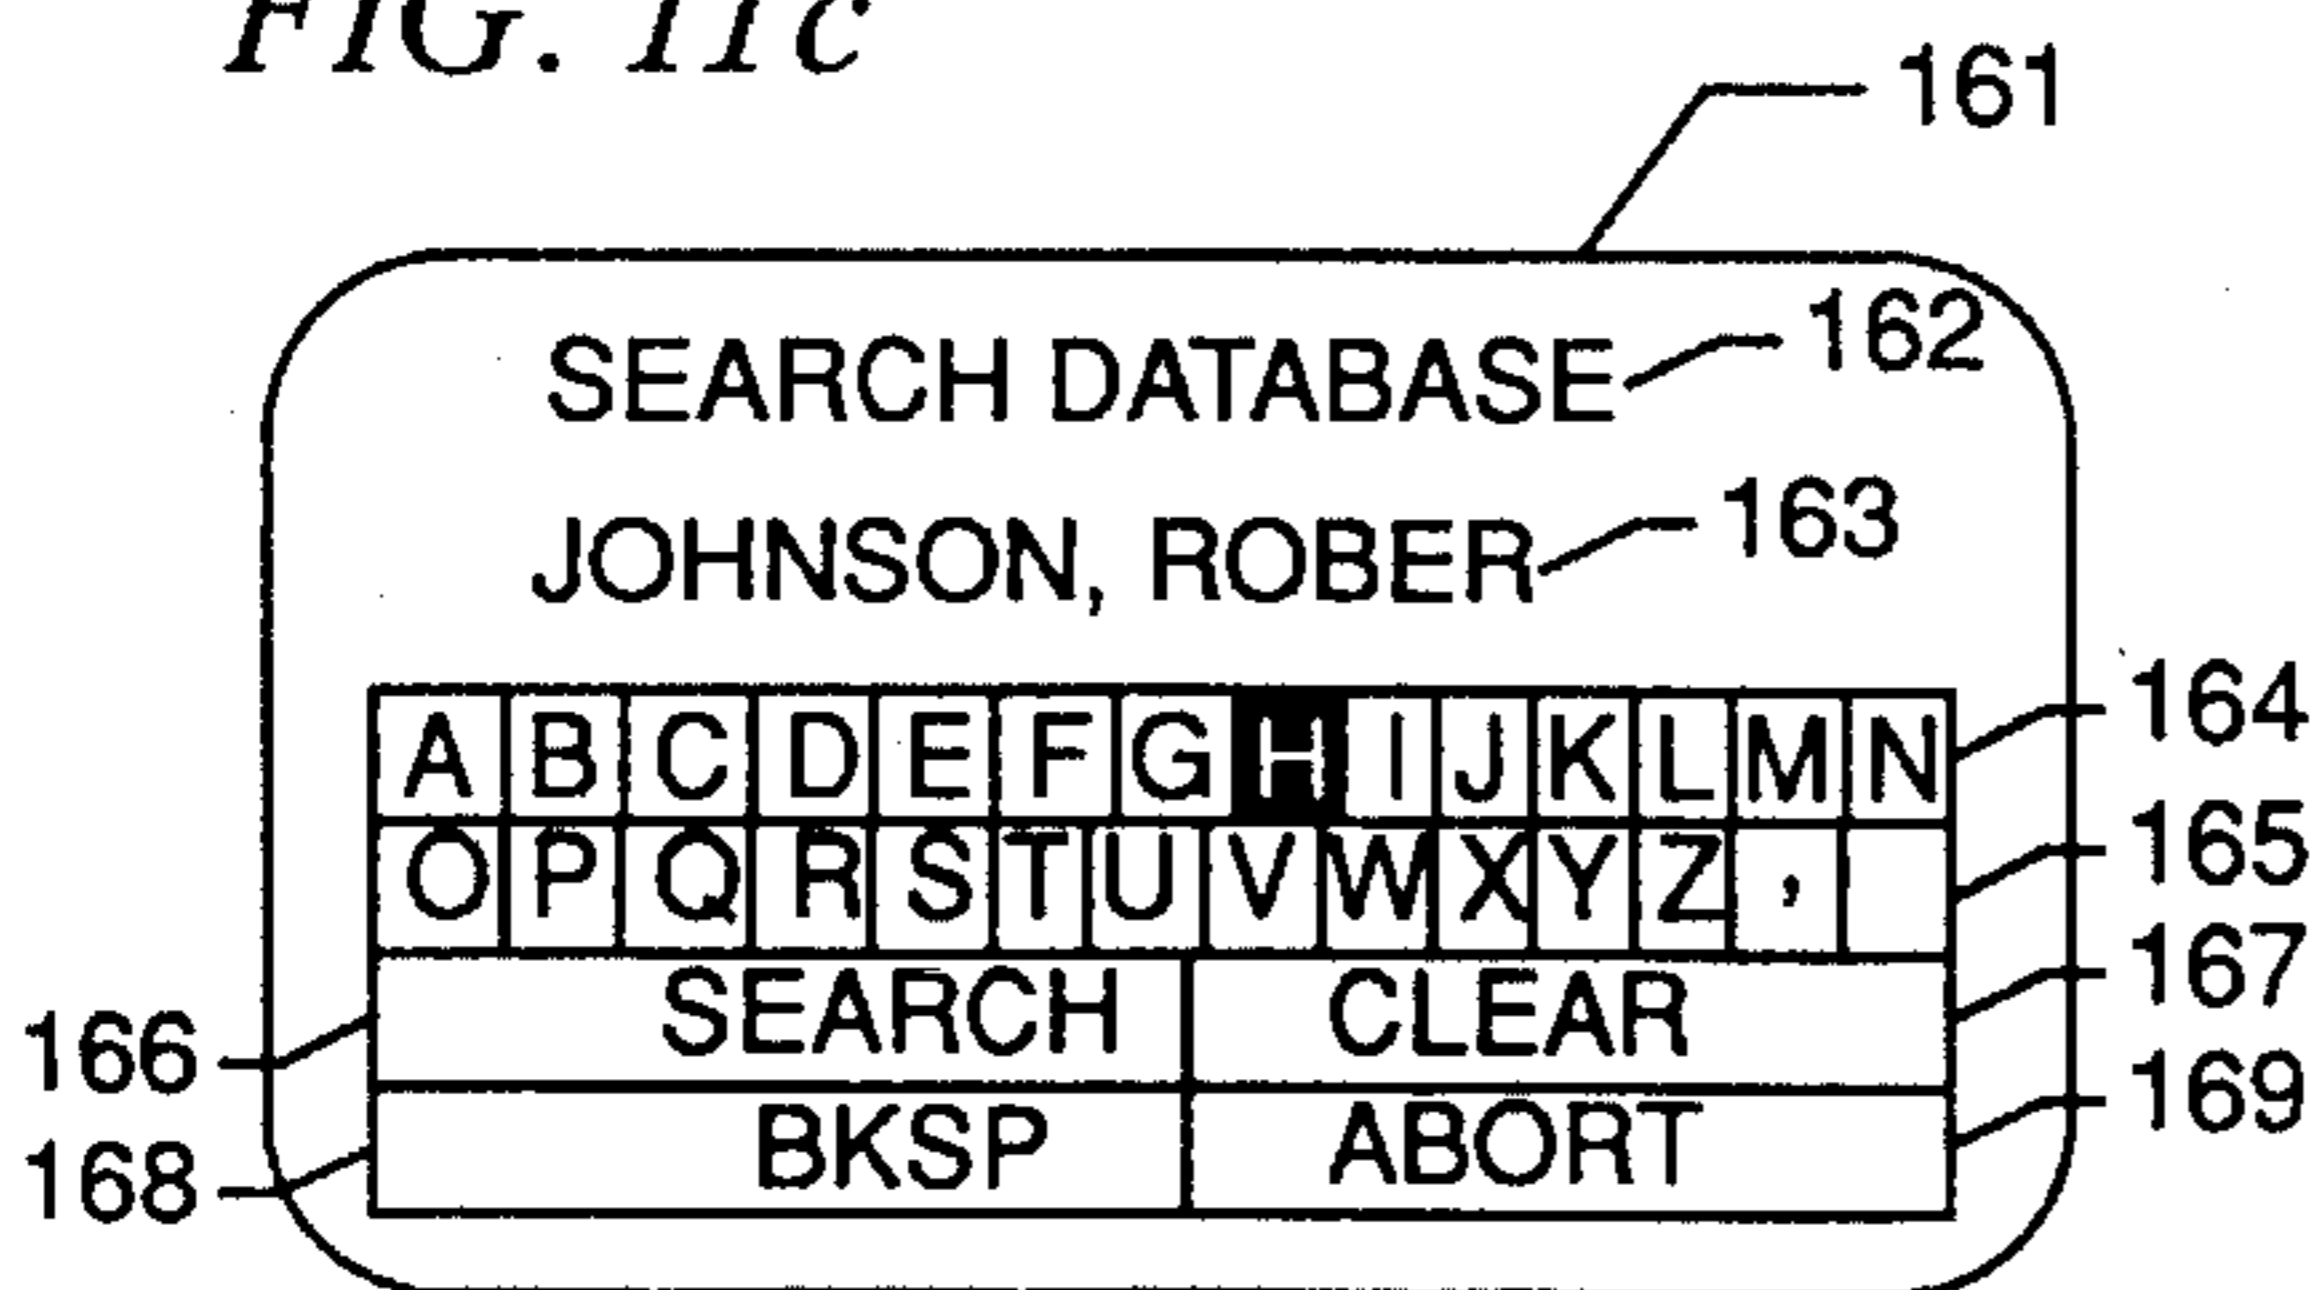 FIG. 11c
161
SEARCH DATABASE 162
JOHNSON, ROBER 163
A B C D E F G H I J K L M N 164
O P Q R S T U V W X Y Z , 165
166 SEARCH CLEAR 167
168 BKSP ABORT 169